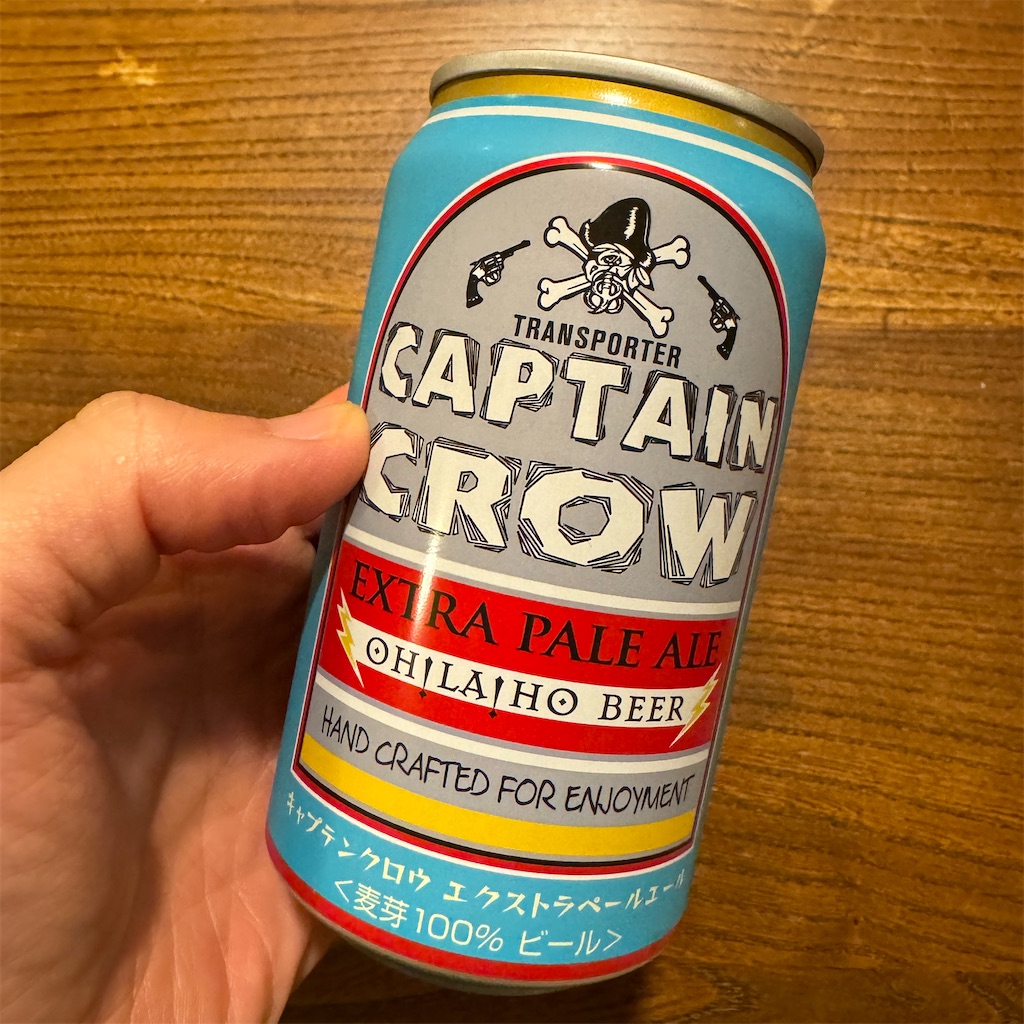 TRANSPORTER
CAPTAIN
CROW
EXTRA PALE ALE
OH!LA!HO BEER
HAND CRAFTED FOR ENJOYMENT
キャプテンクロウ エクストラペールエール
<麦芽100% ビール>